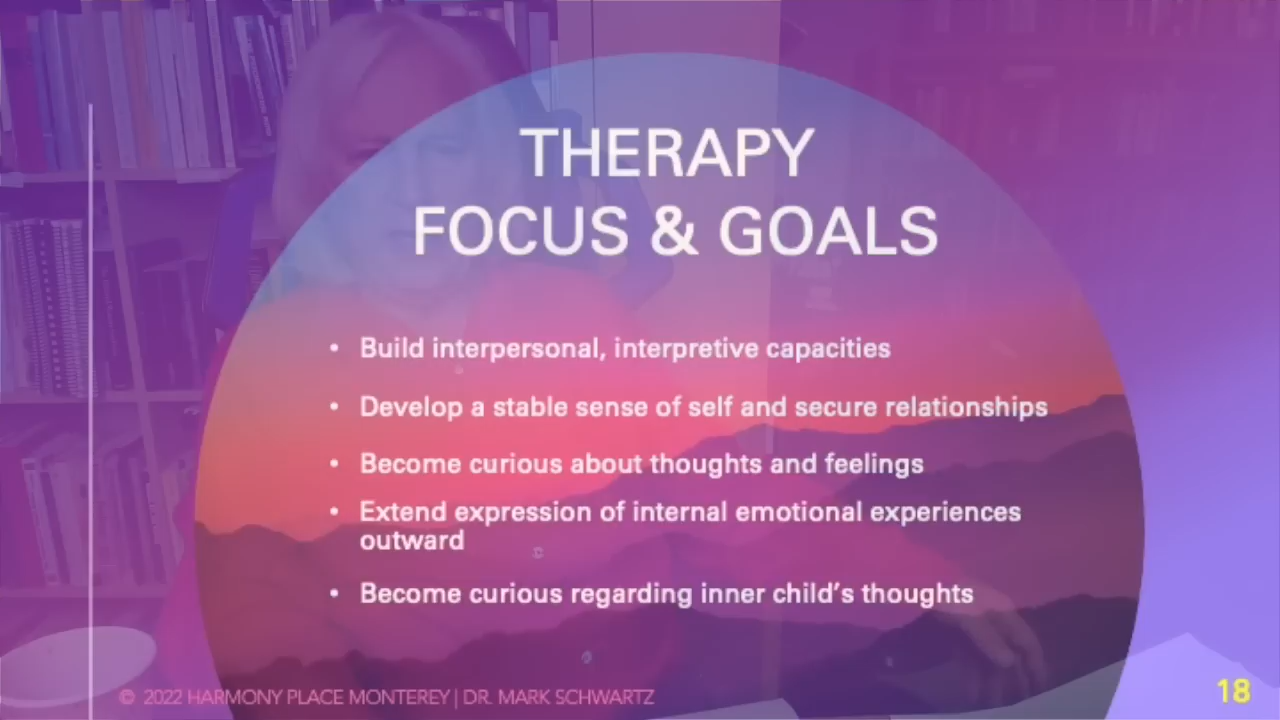 THERAPY
FOCUS & GOALS
• Build interpersonal, interpretive capacities
• Develop a stable sense of self and secure relationships
• Become curious about thoughts and feelings
• Extend expression of internal emotional experiences
outward
• Become curious regarding inner child's thoughts
© 2022 HARMONY PLACE MONTEREY | DR. MARK SCHWARTZ
18